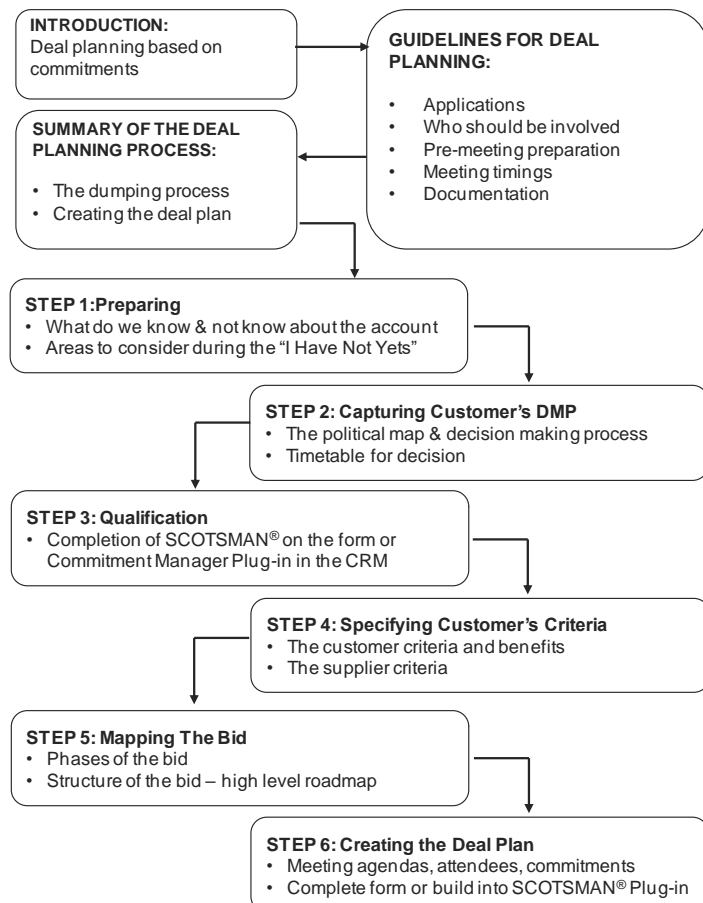 INTRODUCTION:
Deal planning based on
commitments
GUIDELINES FOR DEAL
PLANNING:
• Applications
• Who should be involved
• Pre-meeting preparation
• Meeting timings
• Documentation
SUMMARY OF THE DEAL
PLANNING PROCESS:
• The dumping process
• Creating the deal plan
STEP 1:Preparing
• What do we know & not know about the account
• Areas to consider during the “I Have Not Yets”
STEP 2: Capturing Customer’s DMP
• The political map & decision making process
• Timetable for decision
STEP 3: Qualification
• Completion of SCOTSMAN® on the form or
Commitment Manager Plug-in in the CRM
STEP 4: Specifying Customer’s Criteria
• The customer criteria and benefits
• The supplier criteria
STEP 5: Mapping The Bid
• Phases of the bid
• Structure of the bid – high level roadmap
STEP 6: Creating the Deal Plan
• Meeting agendas, attendees, commitments
• Complete form or build into SCOTSMAN® Plug-in